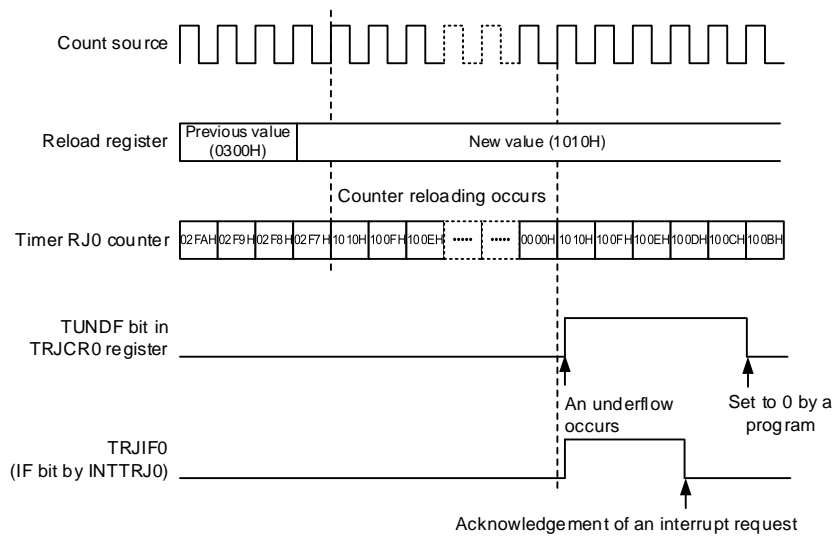 Count source
Reload register
Previous value
(0300H)
New value (1010H)
Counter reloading occurs
Timer RJ0 counter
02FAH 02F9H 02F8H 02F7H 1010H 100FH 100EH ····· ····· 0000H 1010H 100FH 100EH 100DH 100CH 100BH
TUNDF bit in
TRJCR0 register
An underflow
occurs
Set to 0 by a
program
TRJIF0
(IF bit by INTTRJ0)
Acknowledgement of an interrupt request